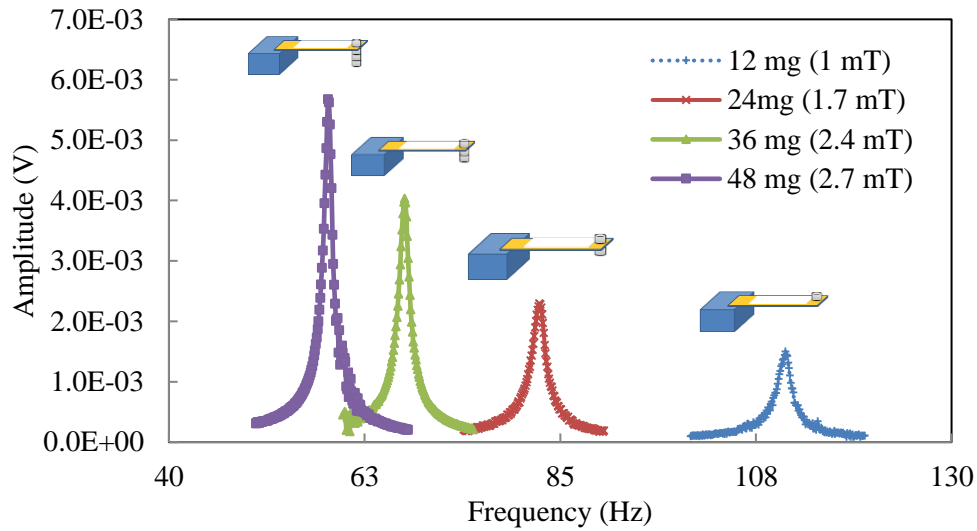 7.0E-03
6.0E-03
5.0E-03
4.0E-03
3.0E-03
2.0E-03
1.0E-03
0.0E+00
Amplitude (V)
12 mg (1 mT)
24mg (1.7 mT)
36 mg (2.4 mT)
48 mg (2.7 mT)
40 63 85 108 130
Frequency (Hz)